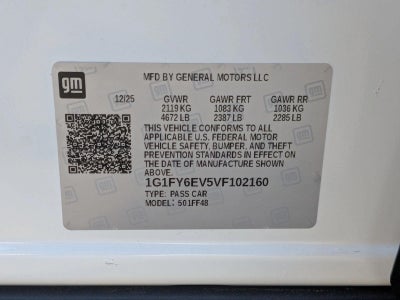 gm
MFD BY GENERAL MOTORS LLC
12/25 GVWR GAWR FRT GAWR RR
2119 KG 1083 KG 1036 KG
4672 LB 2387 LB 2285 LB
THIS VEHICLE CONFORMS TO ALL
APPLICABLE U.S. FEDERAL MOTOR
VEHICLE SAFETY, BUMPER, AND THEFT
PREVENTION STANDARDS IN EFFECT ON
THE DATE OF MANUFACTURE SHOWN
ABOVE.
1G1FY6EV5VF102160
TYPE: PASS CAR
MODEL: 501FF48